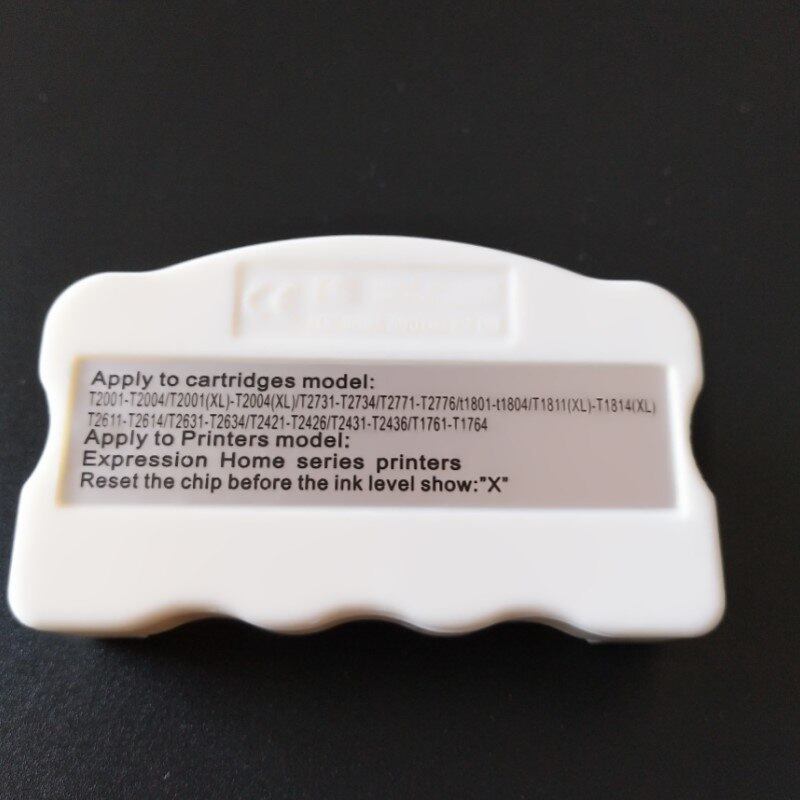 CE
Apply to cartridges model:
T2001-T2004/T2001(XL)-T2004(XL)/T2731-T2734/T2771-T2776/t1801-t1804/T1811(XL)-T1814(XL)
T2611-T2614/T2631-T2634/T2421-T2426/T2431-T2436/T1761-T1764
Apply to Printers model:
Expression Home series printers
Reset the chip before the ink level show:"X"